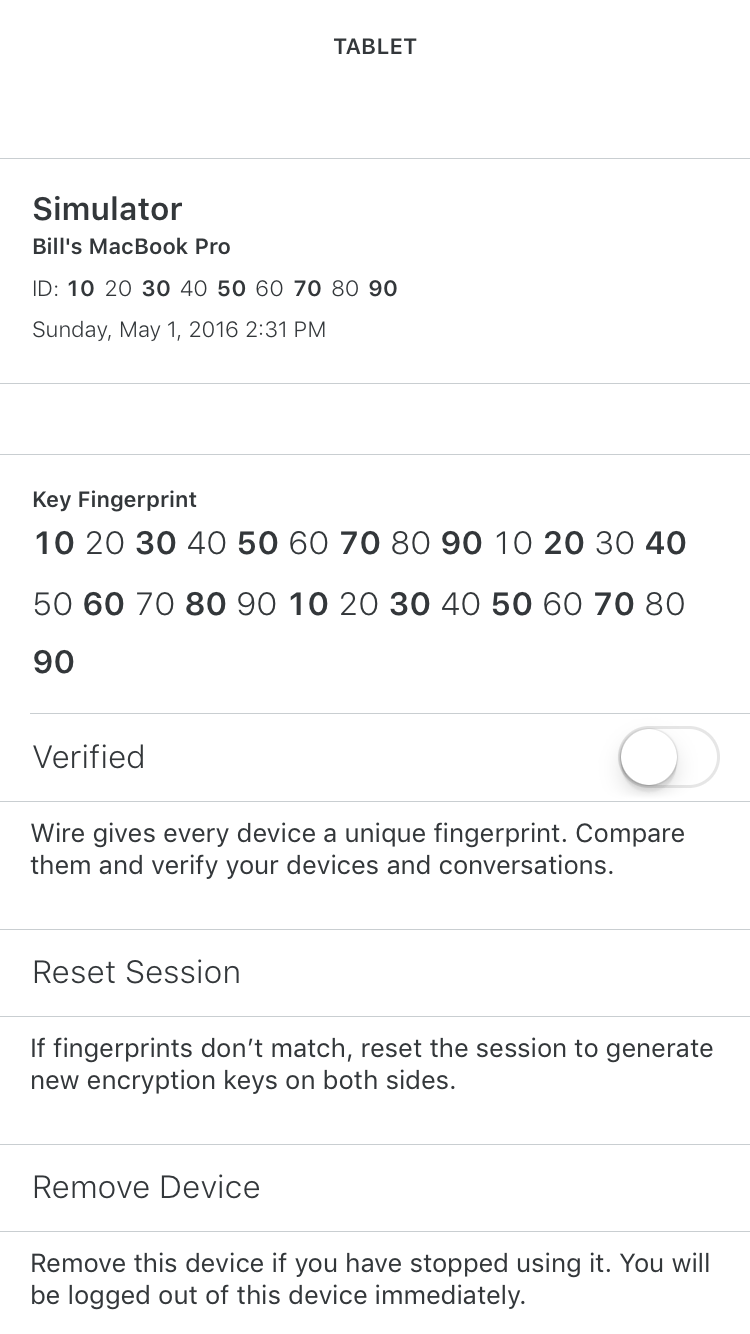 TABLET
Simulator
Bill's MacBook Pro
ID: 10 20 30 40 50 60 70 80 90
Sunday, May 1, 2016 2:31 PM
Key Fingerprint
10 20 30 40 50 60 70 80 90 10 20 30 40
50 60 70 80 90 10 20 30 40 50 60 70 80
90
Verified
Wire gives every device a unique fingerprint. Compare
them and verify your devices and conversations.
Reset Session
If fingerprints don’t match, reset the session to generate
new encryption keys on both sides.
Remove Device
Remove this device if you have stopped using it. You will
be logged out of this device immediately.